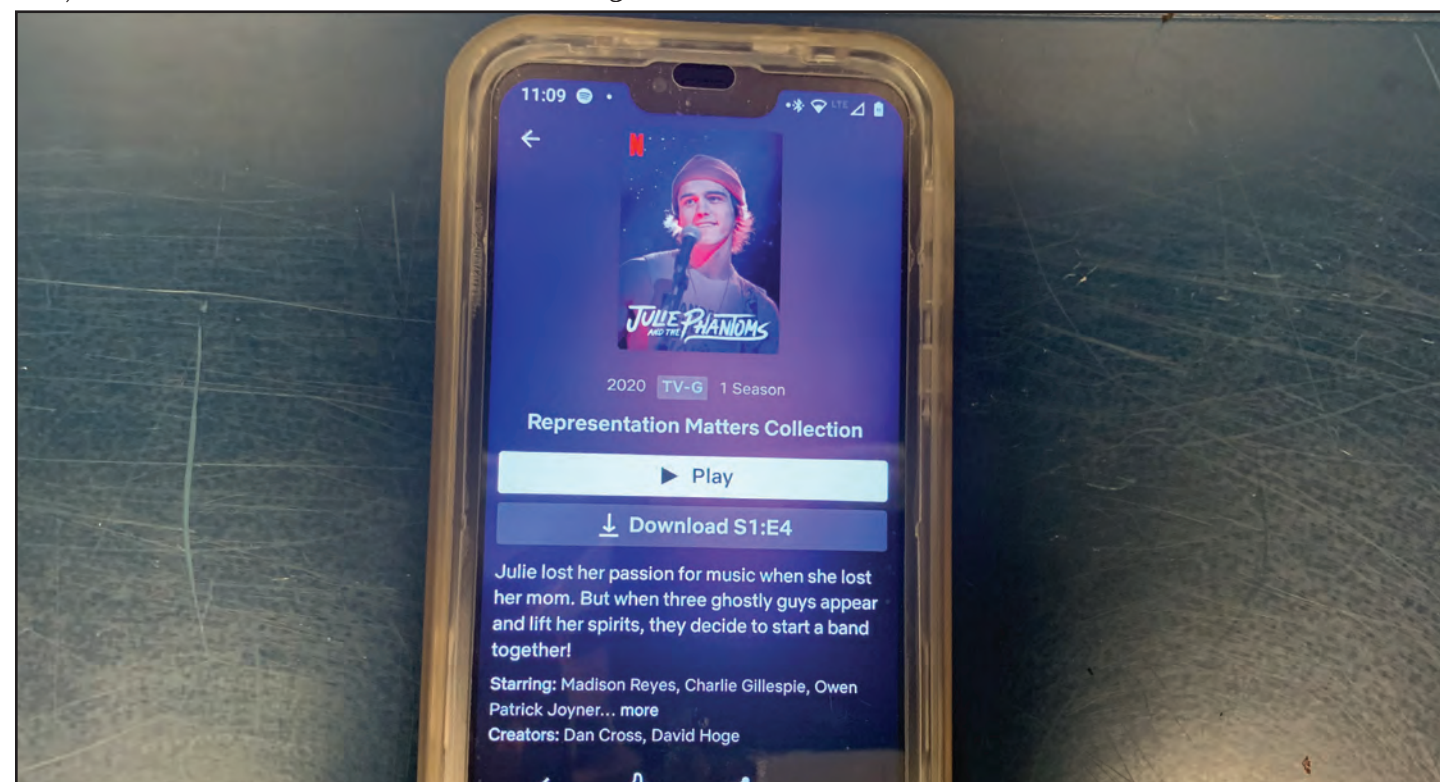 11:09
LTE
N
JULIE AND THE PHANTOMS
2020 TV-G 1 Season
Representation Matters Collection
Play
Download S1:E4
Julie lost her passion for music when she lost
her mom. But when three ghostly guys appear
and lift her spirits, they decide to start a band
together!
Starring: Madison Reyes, Charlie Gillespie, Owen
Patrick Joyner... more
Creators: Dan Cross, David Hoge